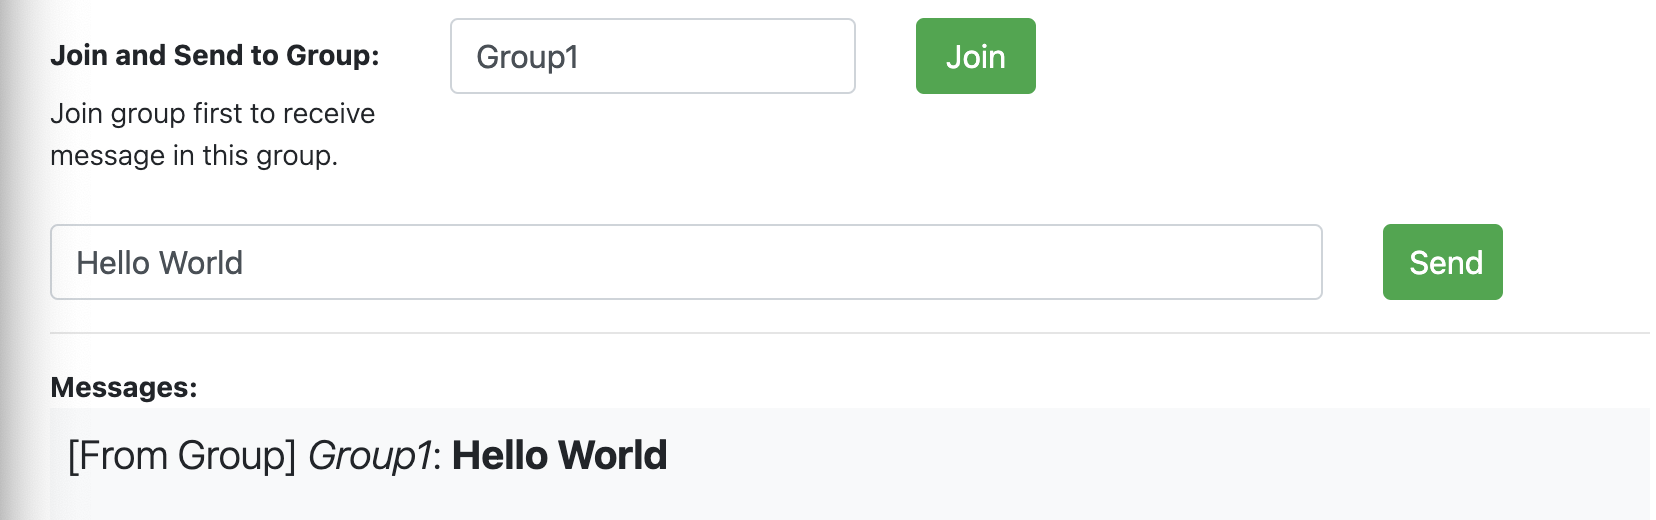 Join and Send to Group:
Group1
Join
Join group first to receive
message in this group.
Hello World
Send
Messages:
[From Group] Group1: Hello World